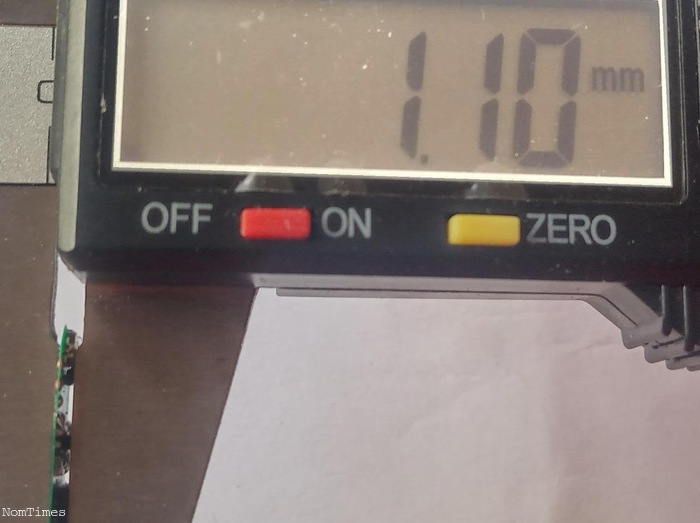 1.10 mm
OFF ON ZERO
NomTimes